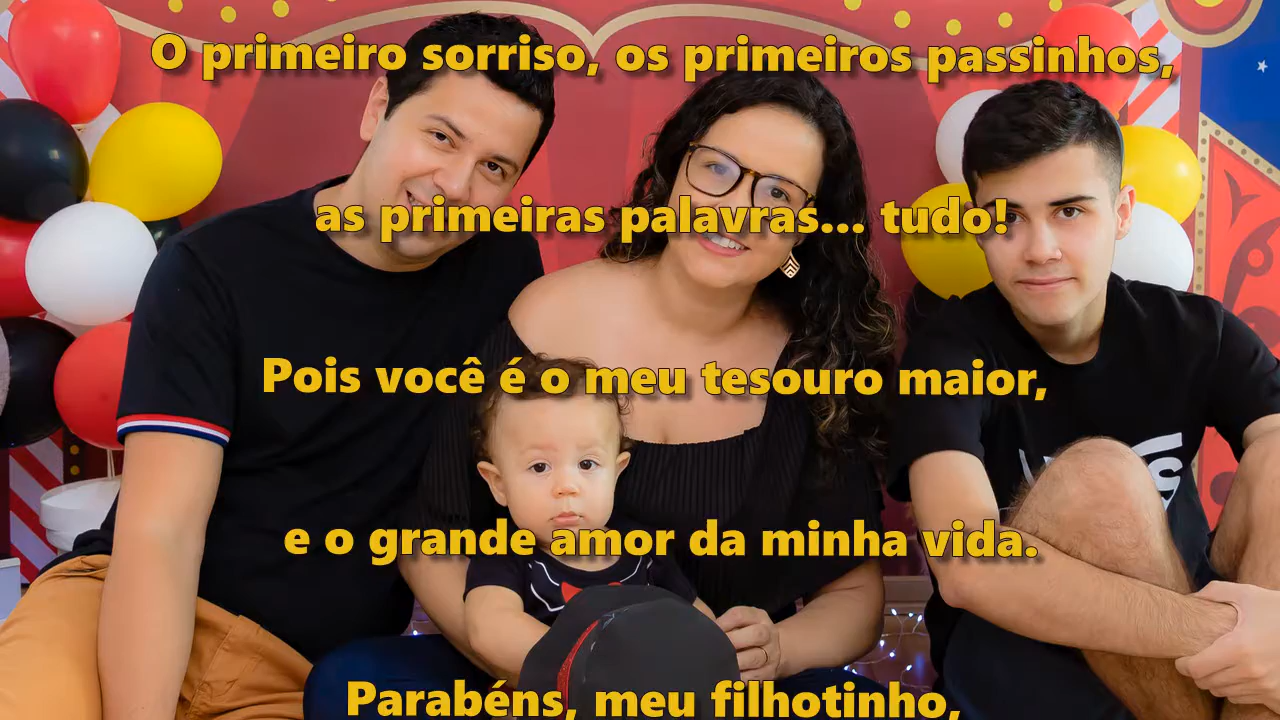 O primeiro sorriso, os primeiros passinhos,
as primeiras palavras... tudo!
Pois você é o meu tesouro maior,
e o grande amor da minha vida.
Parabéns, meu filhotinho,